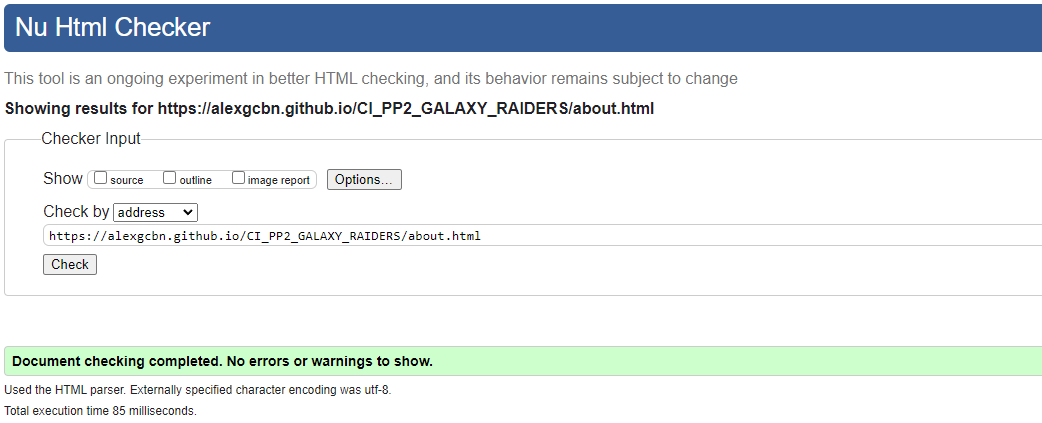 Nu Html Checker
This tool is an ongoing experiment in better HTML checking, and its behavior remains subject to change
Showing results for https://alexgcbn.github.io/CI_PP2_GALAXY_RAIDERS/about.html
Checker Input
Show source outline image report Options...
Check by address
https://alexgcbn.github.io/CI_PP2_GALAXY_RAIDERS/about.html
Check
Document checking completed. No errors or warnings to show.
Used the HTML parser. Externally specified character encoding was utf-8.
Total execution time 85 milliseconds.